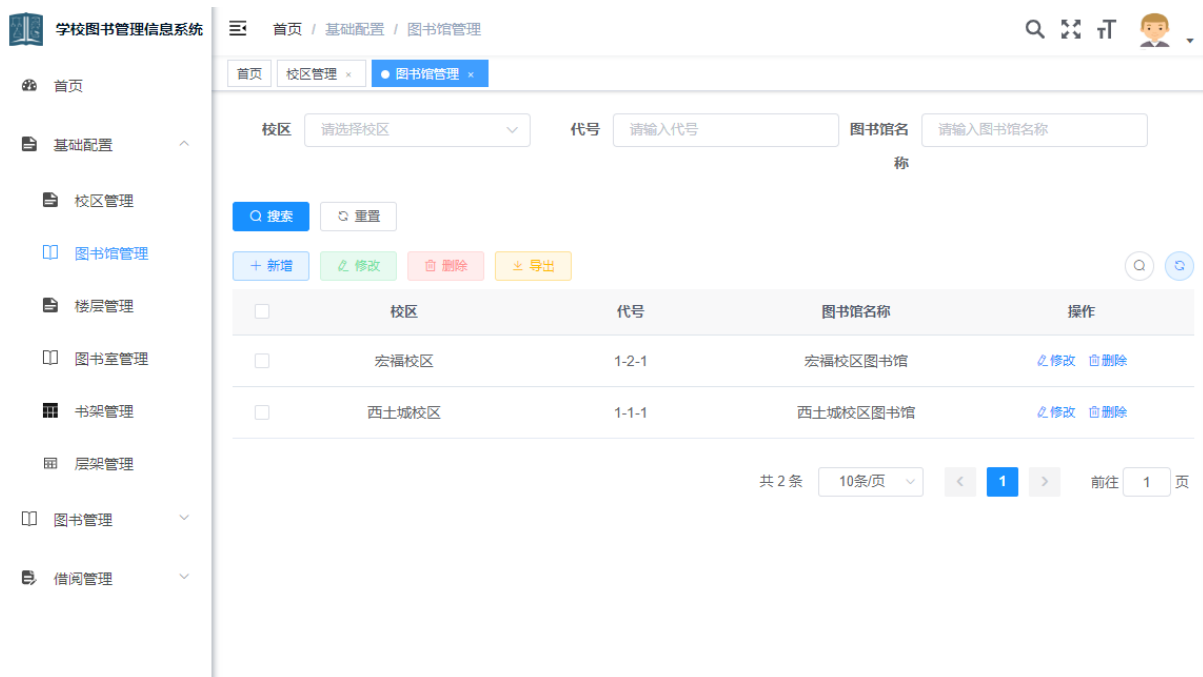 学校图书管理信息系统
首页 / 基础配置 / 图书馆管理
首页
校区管理 ×
图书馆管理 ×
首页
基础配置
校区管理
图书馆管理
楼层管理
图书室管理
书架管理
层架管理
图书管理
借阅管理
校区 请选择校区
代号 请输入代号
图书馆名
称
请输入图书馆名称
搜索 重置
+ 新增 修改 删除 导出
校区 代号 图书馆名称 操作
宏福校区 1-2-1 宏福校区图书馆 修改 删除
西土城校区 1-1-1 西土城校区图书馆 修改 删除
共 2 条 10条/页 < 1 > 前往 1 页